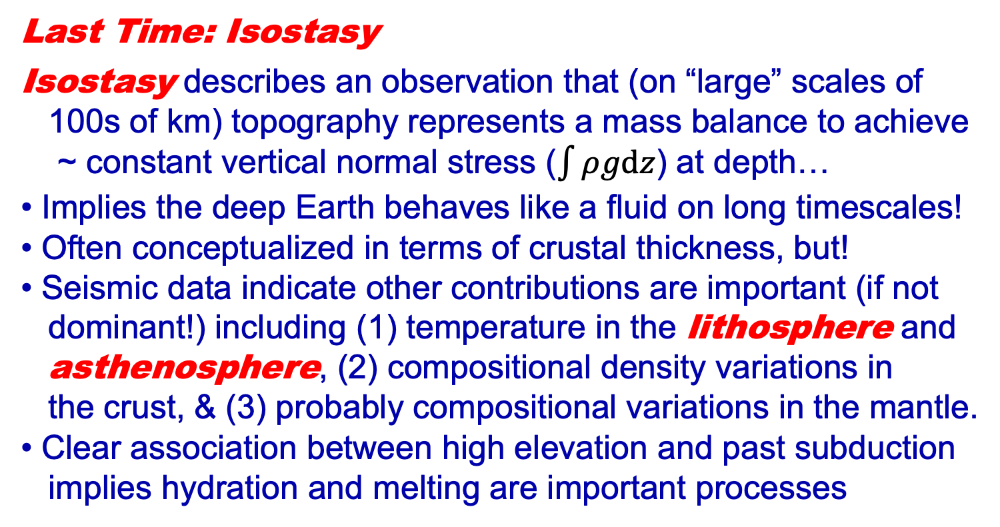 Last Time: Isostasy
Isostasy describes an observation that (on “large” scales of
100s of km) topography represents a mass balance to achieve
~ constant vertical normal stress (∫ ρgdz) at depth…
• Implies the deep Earth behaves like a fluid on long timescales!
• Often conceptualized in terms of crustal thickness, but!
• Seismic data indicate other contributions are important (if not
dominant!) including (1) temperature in the lithosphere and
asthenosphere, (2) compositional density variations in
the crust, & (3) probably compositional variations in the mantle.
• Clear association between high elevation and past subduction
implies hydration and melting are important processes